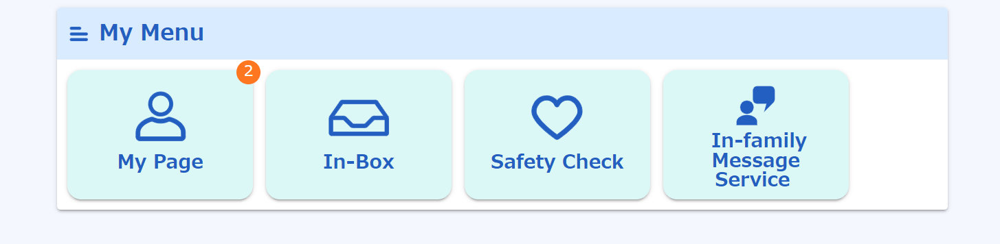 My Menu
2
My Page
In-Box
Safety Check
In-family
Message
Service